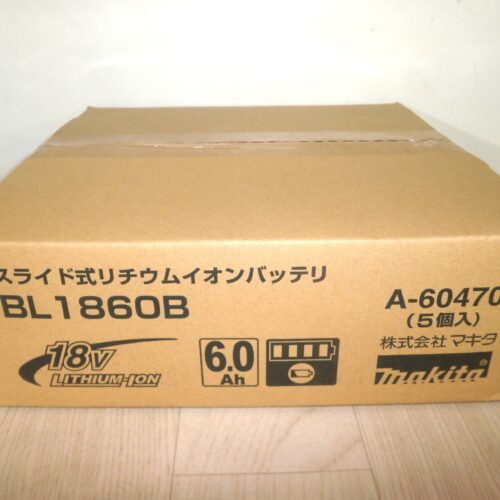 スライド式リチウムイオンバッテリ
BL1860B
18V
LITHIUM-ION
6.0
Ah
A-60470
(5個入)
株式会社 マキタ
makita